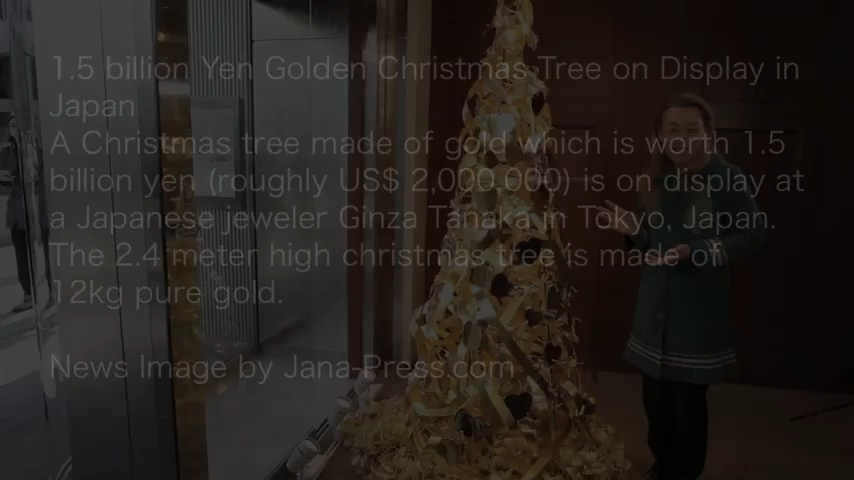 1.5 billion Yen Golden Christmas Tree on Display in
Japan
A Christmas tree made of gold which is worth 1.5
billion yen (roughly US$ 2,000.000) is on display at
a Japanese jeweler Ginza Tanaka in Tokyo, Japan.
The 2.4 meter high christmas tree is made of
12kg pure gold.
News Image by Jana-Press.com